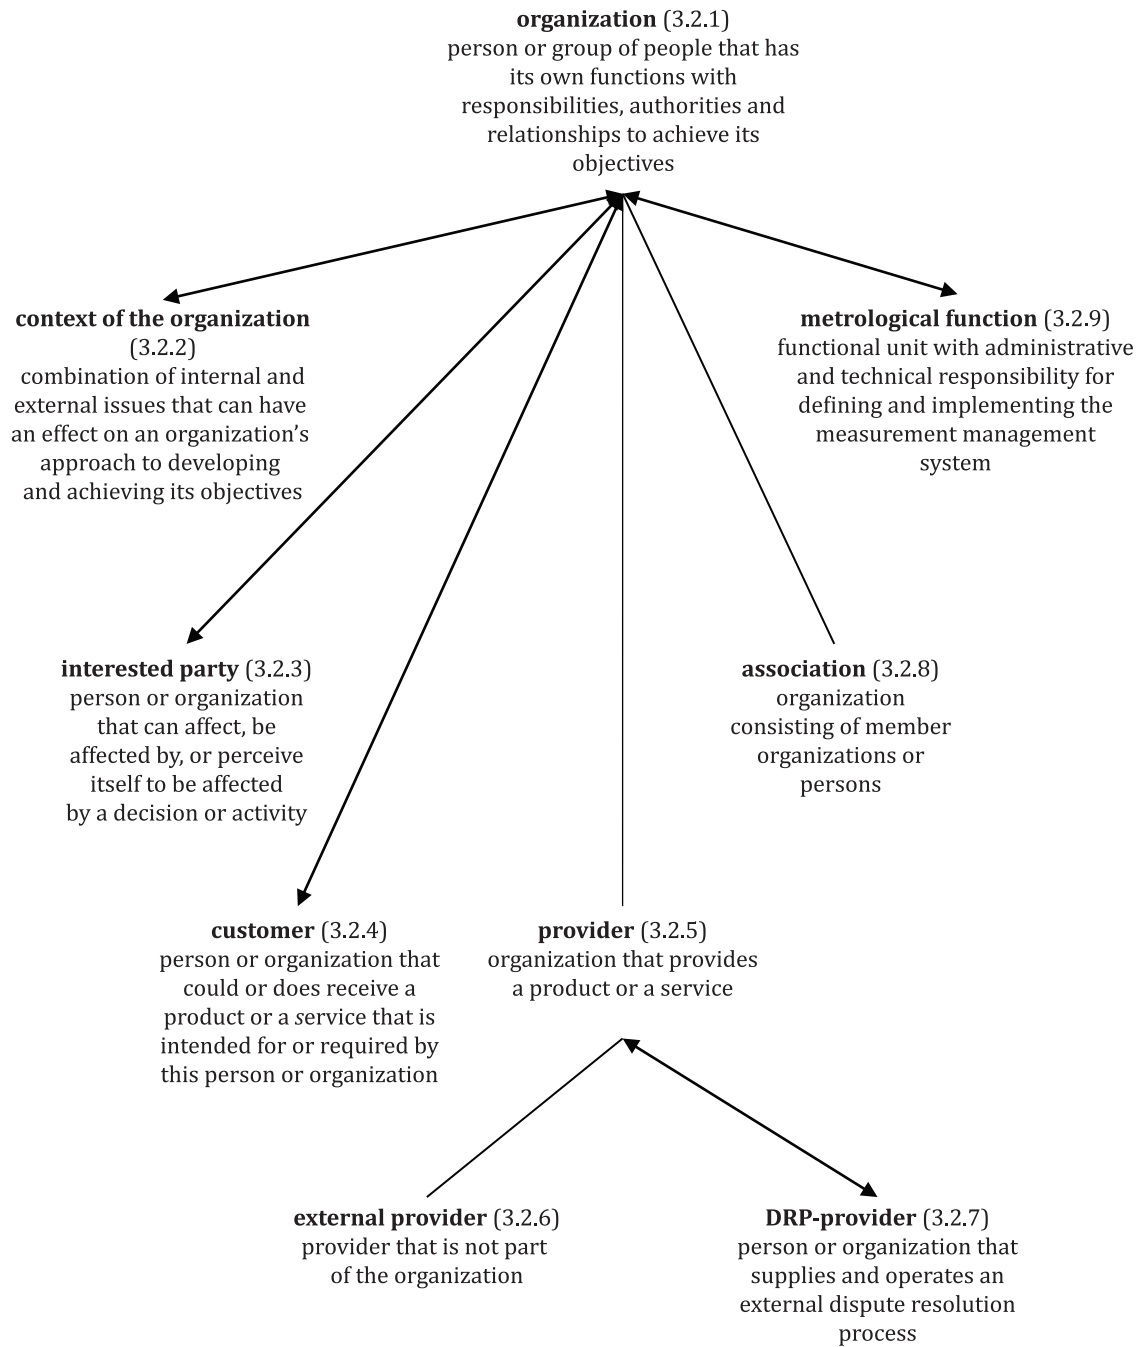 organization (3.2.1)
person or group of people that has
its own functions with
responsibilities, authorities and
relationships to achieve its
objectives
context of the organization
(3.2.2)
combination of internal and
external issues that can have
an effect on an organization’s
approach to developing
and achieving its objectives
metrological function (3.2.9)
functional unit with administrative
and technical responsibility for
defining and implementing the
measurement management
system
interested party (3.2.3)
person or organization
that can affect, be
affected by, or perceive
itself to be affected
by a decision or activity
association (3.2.8)
organization
consisting of member
organizations or
persons
customer (3.2.4)
person or organization that
could or does receive a
product or a service that is
intended for or required by
this person or organization
provider (3.2.5)
organization that provides
a product or a service
external provider (3.2.6)
provider that is not part
of the organization
DRP-provider (3.2.7)
person or organization that
supplies and operates an
external dispute resolution
process